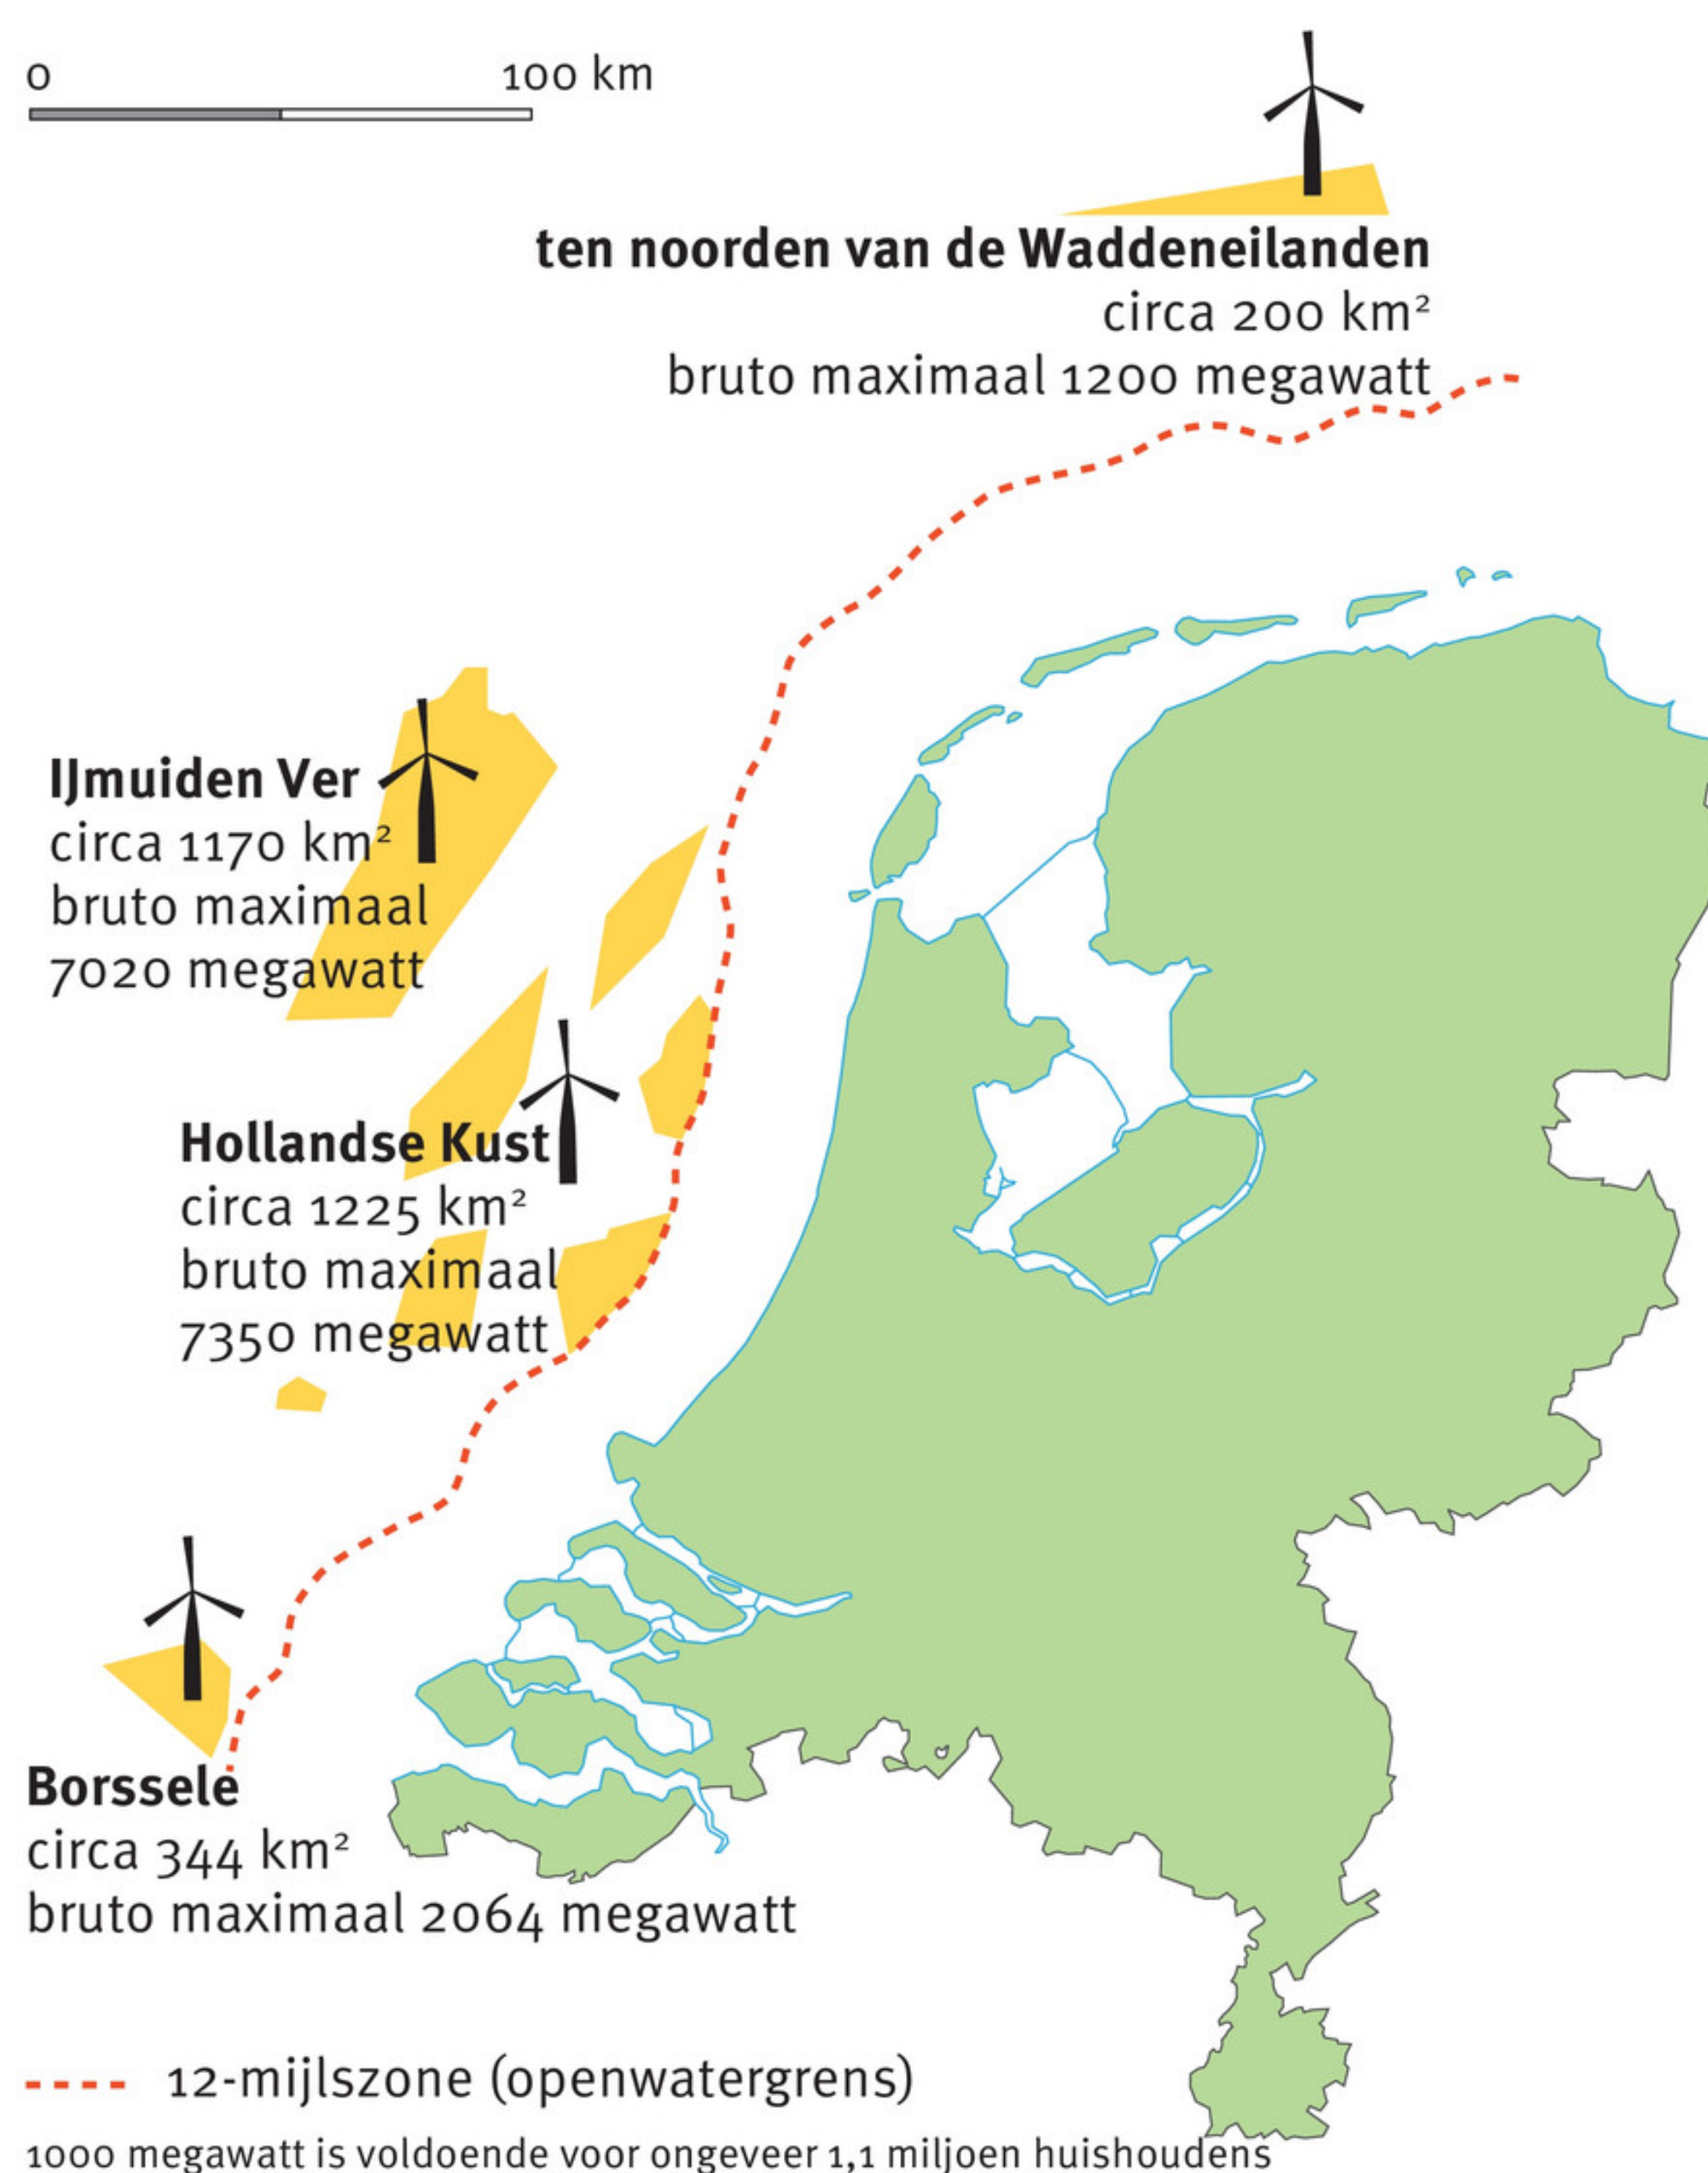 0 100 km
ten noorden van de Waddeneilanden
circa 200 km²
bruto maximaal 1200 megawatt
IJmuiden Ver
circa 1170 km²
bruto maximaal
7020 megawatt
Hollandse Kust
circa 1225 km²
bruto maximaal
7350 megawatt
Borssele
circa 344 km²
bruto maximaal 2064 megawatt
12-mijlszone (openwatergrens)
1000 megawatt is voldoende voor ongeveer 1,1 miljoen huishoudens